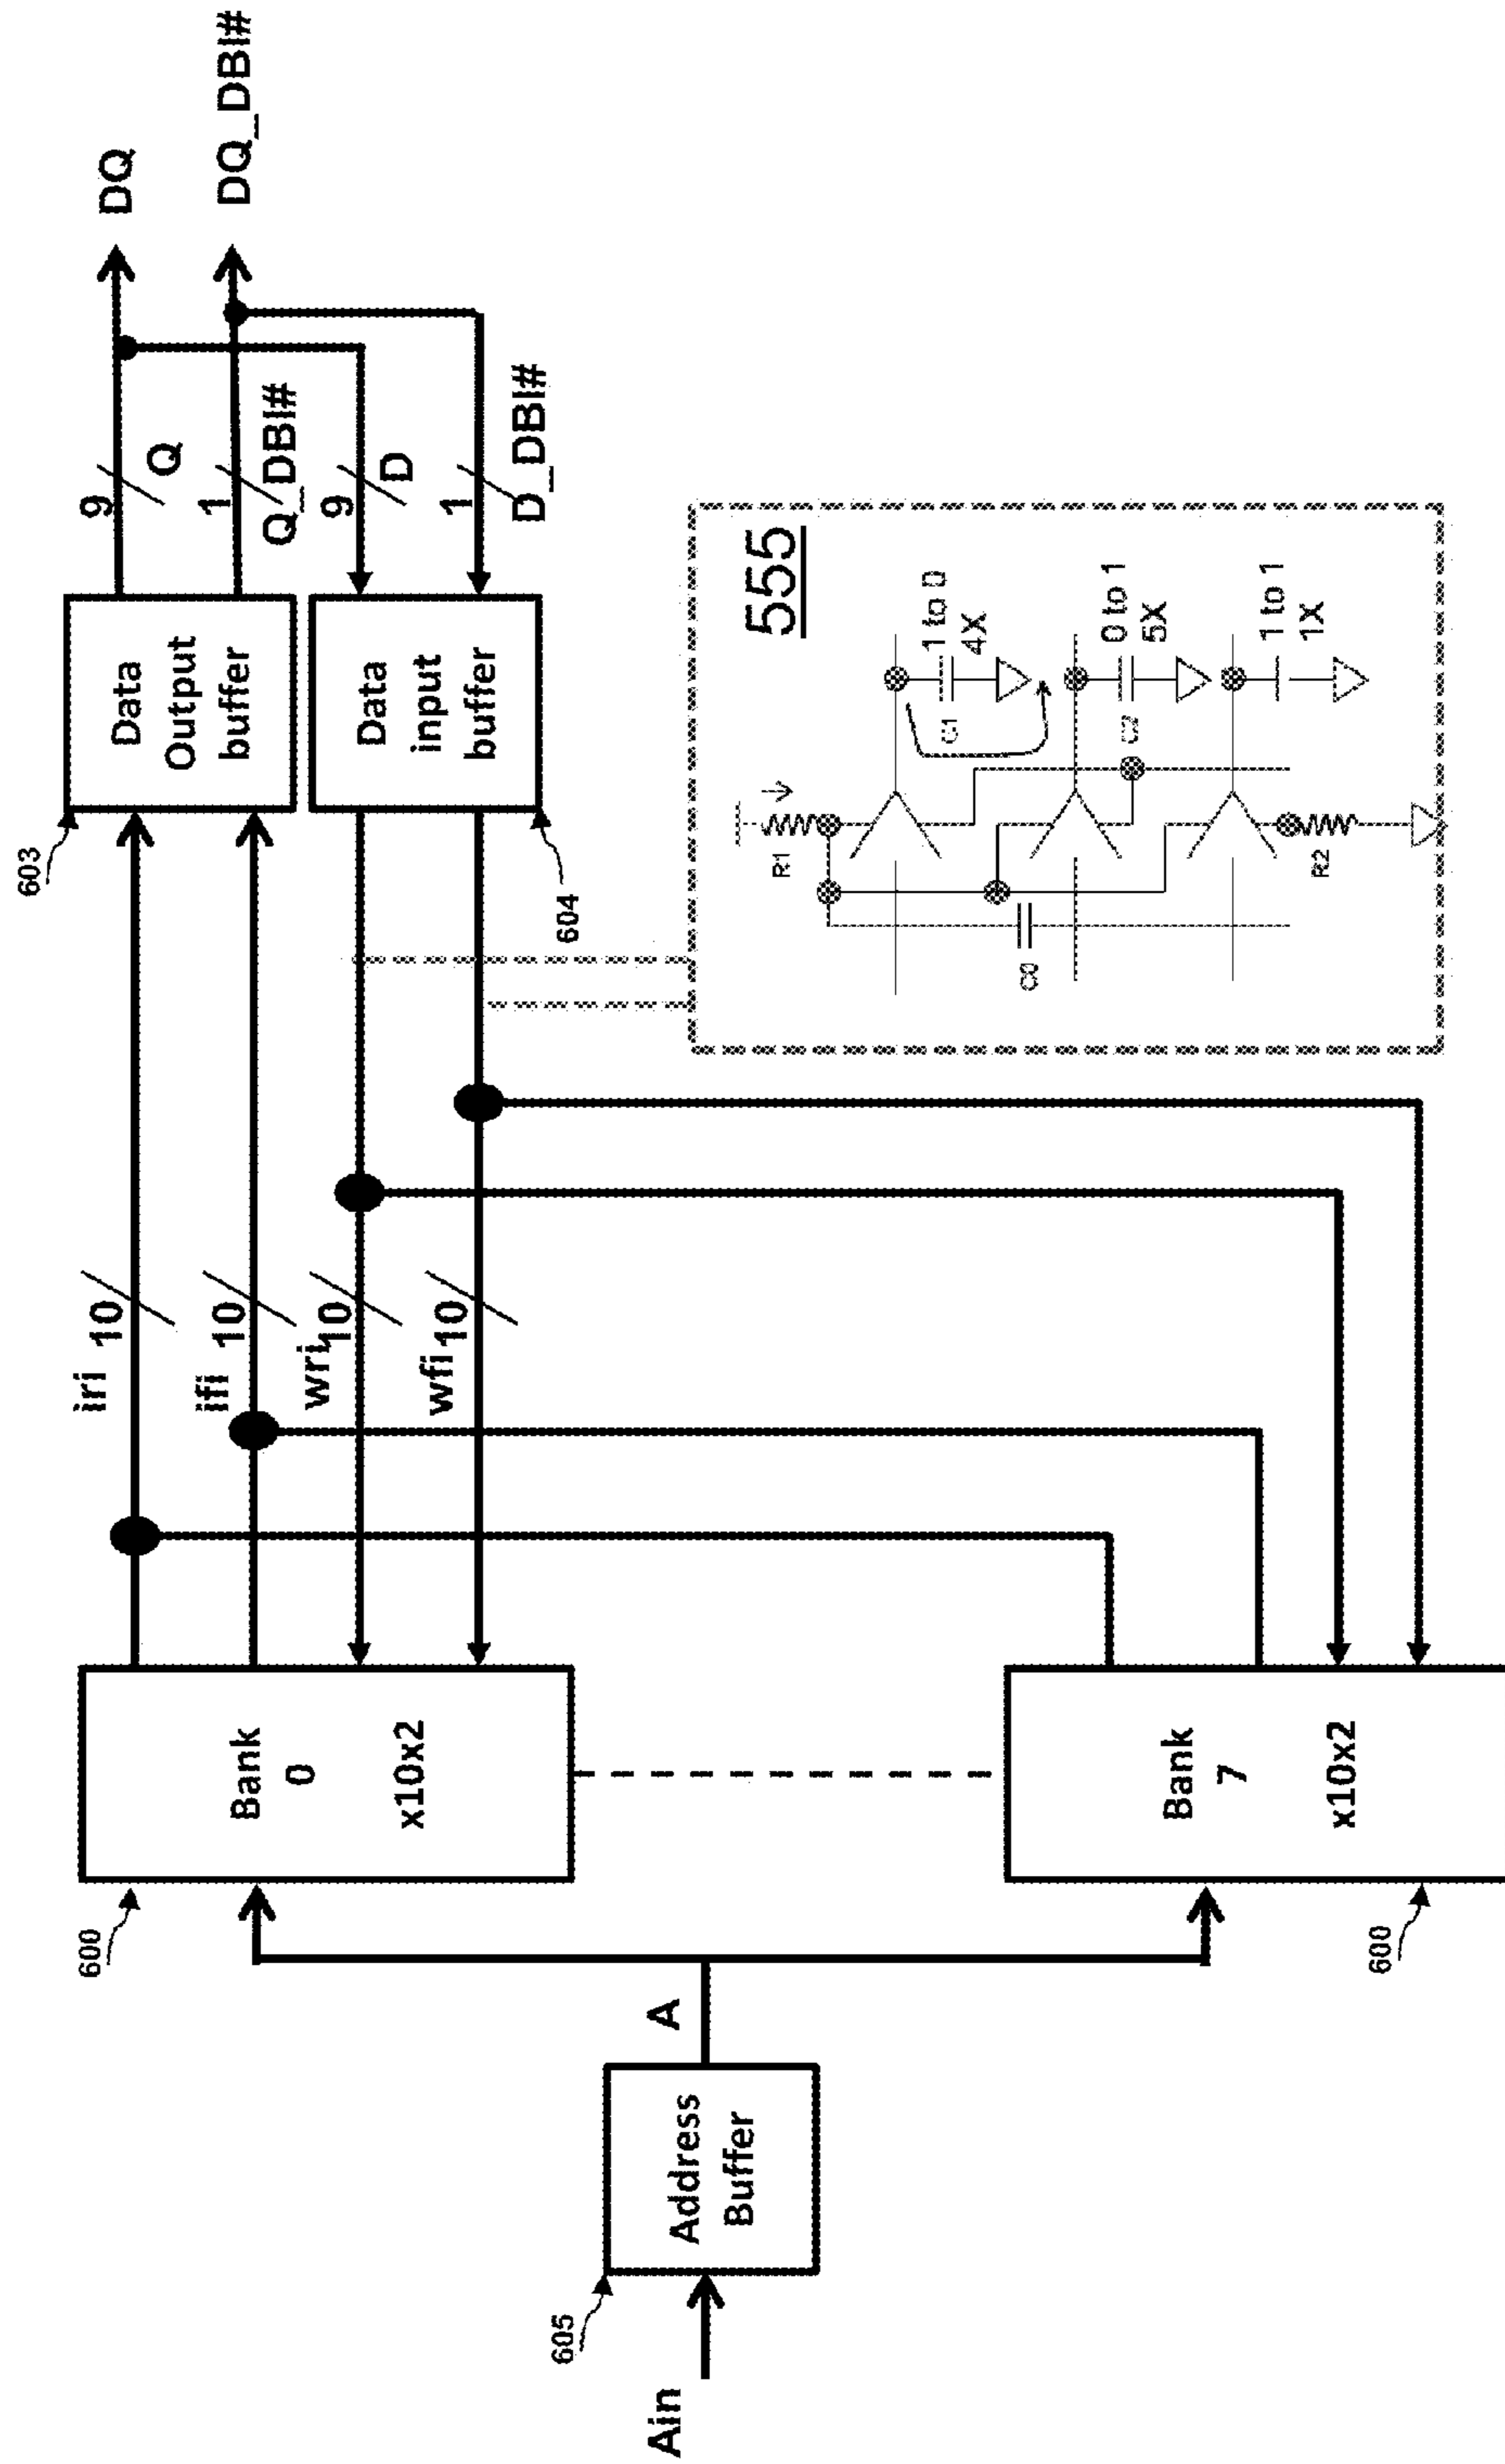 Ain
605
Address
Buffer
A
600
Bank
0
x10x2
600
Bank
7
x10x2
iri
10
ifi
10
wri
10
wfi
10
603
Data
Output
buffer
Data
input
buffer
604
9
Q
1
Q_DBI#
9
D
1
D_DBI#
DQ
DQ_DBI#
555
R1
C0
C1
1 to 0
4X
C2
0 to 1
5X
1 to 1
1X
R2